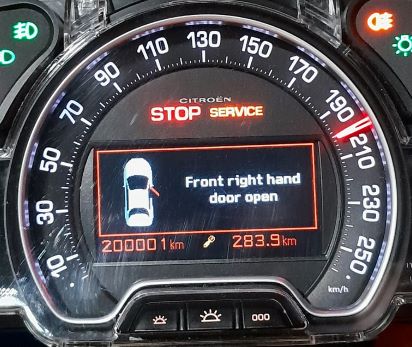 10 30 50 70 90 110 130 150 170 190 210 230 250
CITROËN
STOP SERVICE
Front right hand
door open
200001 km 283.9 km
km/h
000